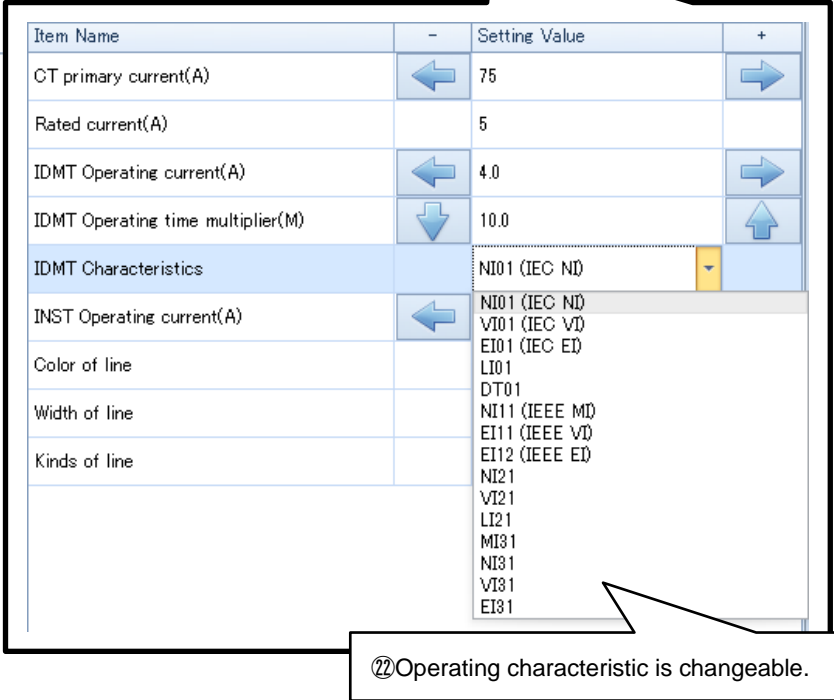 Item Name - Setting Value +
CT primary current(A) 75
Rated current(A) 5
IDMT Operating current(A) 4.0
IDMT Operating time multiplier(M) 10.0
IDMT Characteristics NI01 (IEC NI)
INST Operating current(A)
Color of line
Width of line
Kinds of line
NI01 (IEC NI)
VI01 (IEC VI)
EI01 (IEC EI)
LI01
DT01
NI11 (IEEE MI)
EI11 (IEEE VI)
EI12 (IEEE EI)
NI21
VI21
LI21
MI31
NI31
VI31
EI31
㉒Operating characteristic is changeable.